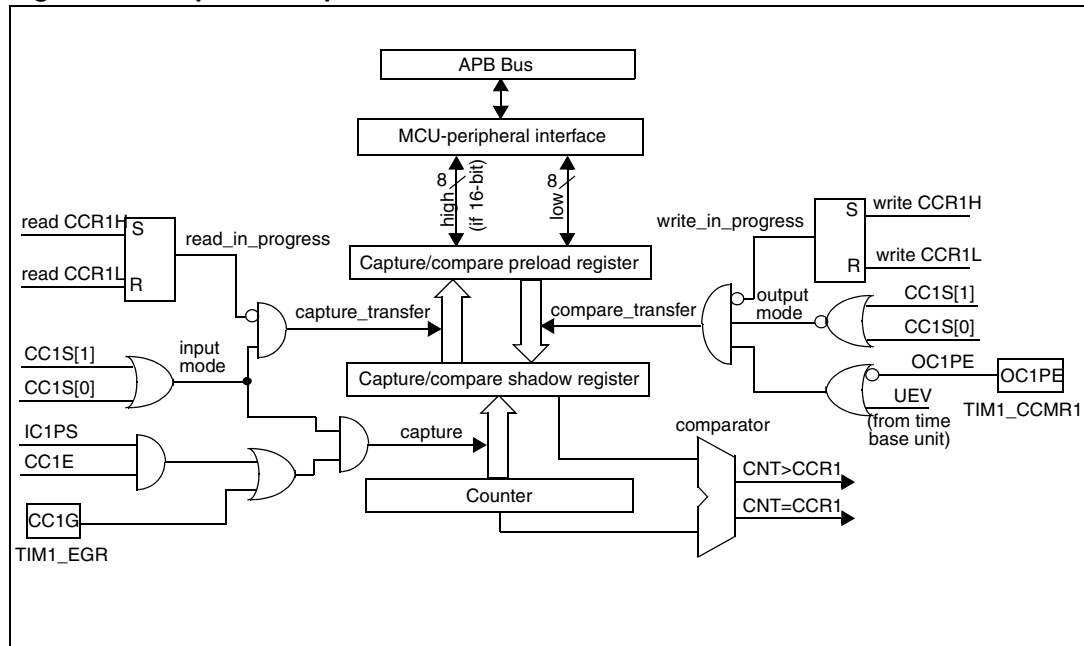 APB Bus
MCU-peripheral interface
8
high
(if 16-bit)
8
low
read CCR1H
S
read_in_progress
read CCR1L
R
write_in_progress
S
write CCR1H
R
write CCR1L
Capture/compare preload register
capture_transfer
compare_transfer
output
mode
CC1S[1]
CC1S[0]
CC1S[1]
input
mode
CC1S[0]
Capture/compare shadow register
OC1PE
OC1PE
UEV
TIM1_CCMR1
(from time
base unit)
IC1PS
CC1E
capture
comparator
Counter
CNT>CCR1
CNT=CCR1
CC1G
TIM1_EGR